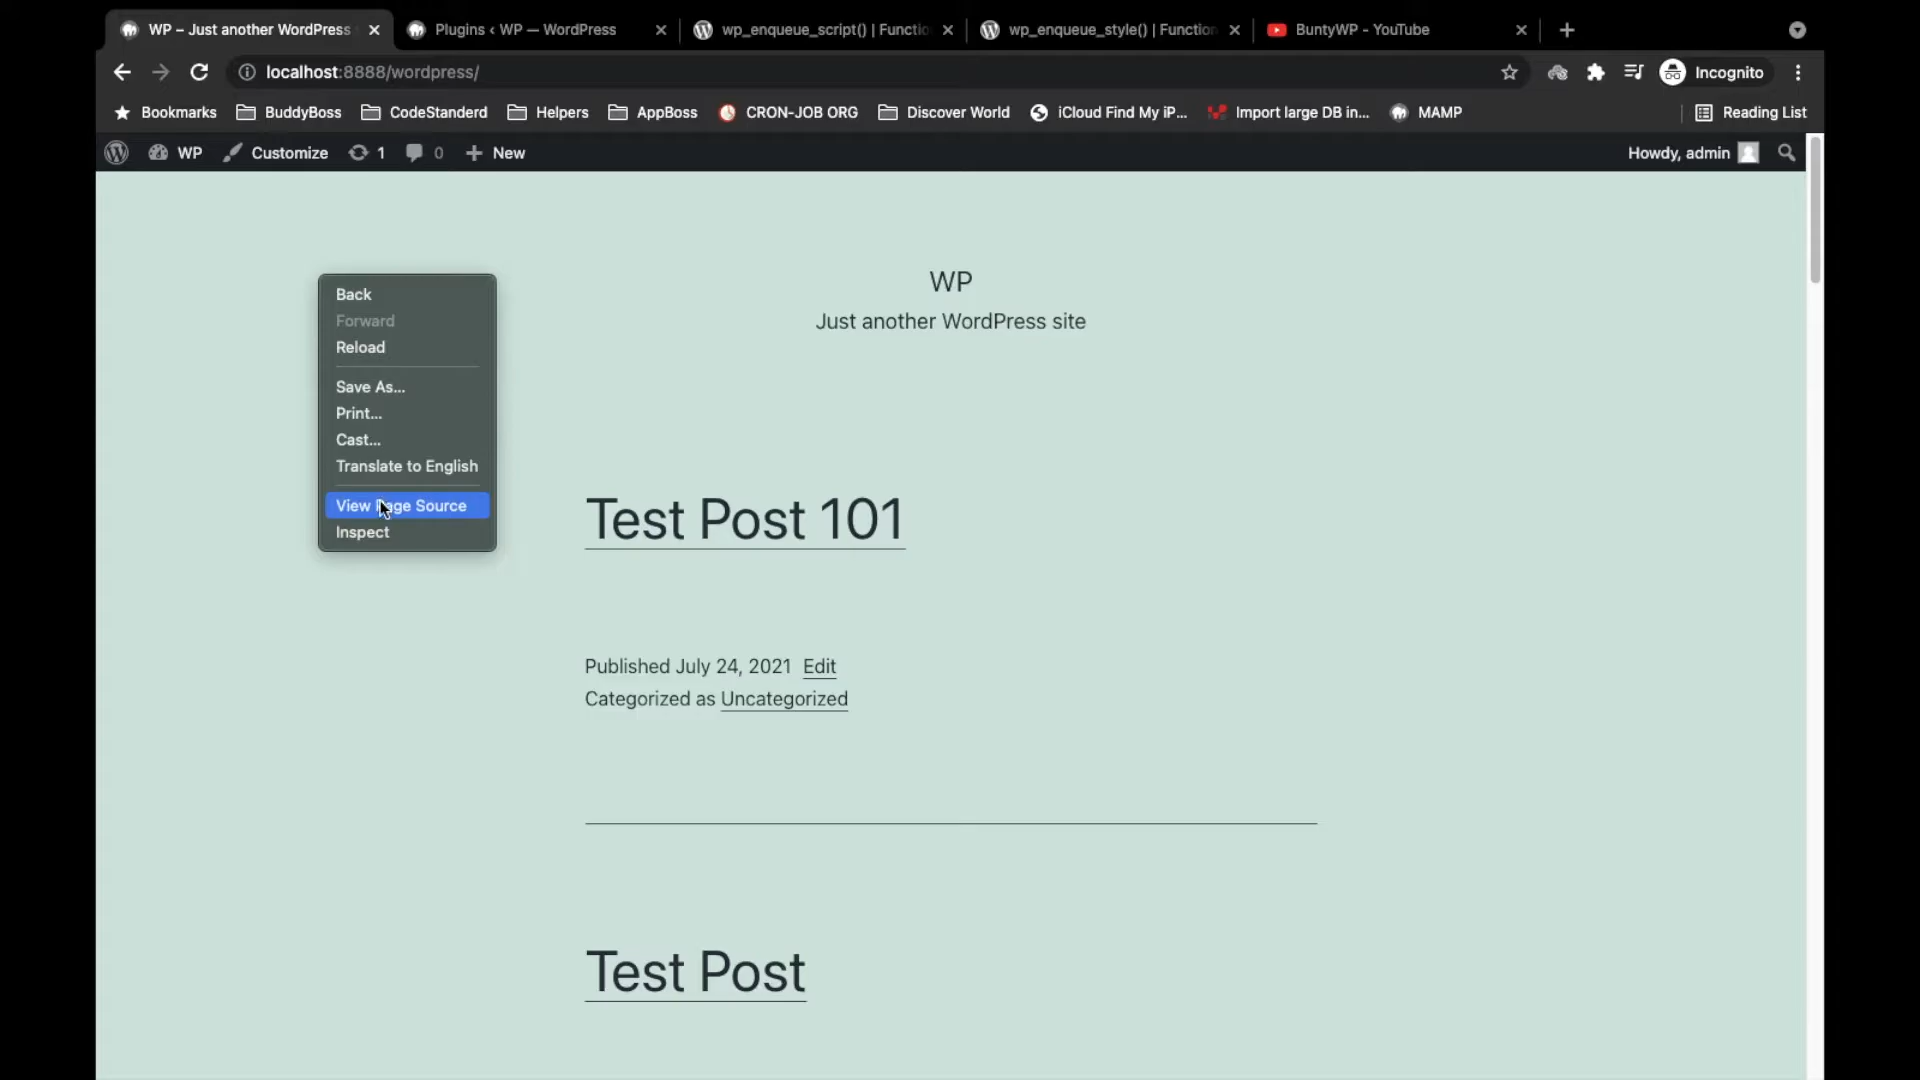 WP – Just another WordPress
Plugins ‹ WP — WordPress
wp_enqueue_script() | Functio
wp_enqueue_style() | Function
BuntyWP - YouTube
localhost:8888/wordpress/
Incognito
Bookmarks
BuddyBoss
CodeStanderd
Helpers
AppBoss
CRON-JOB ORG
Discover World
iCloud Find My iP...
Import large DB in...
MAMP
Reading List
WP
Customize
1
0
New
Howdy, admin
Back
Forward
Reload
Save As...
Print...
Cast...
Translate to English
View Page Source
Inspect
WP
Just another WordPress site
Test Post 101
Published July 24, 2021 Edit
Categorized as Uncategorized
Test Post